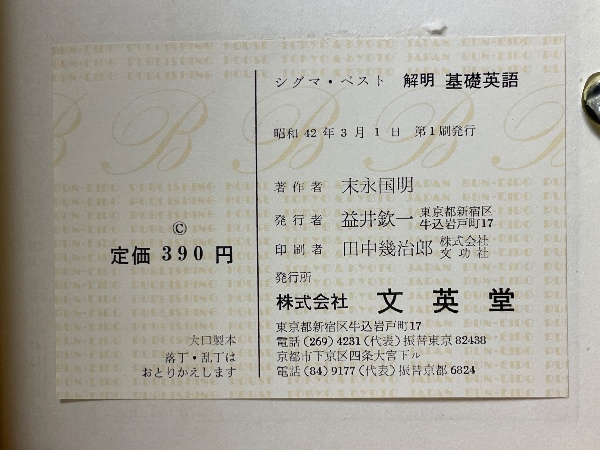 シグマ・ベスト 解明 基礎英語
昭和42年3月1日 第1刷発行
著作者 末永国明
発行者 益井欽一 東京都新宿区
牛込岩戸町17
印刷者 田中幾治郎 株式会社
文功社
発行所
株式会社 文英堂
東京都新宿区牛込岩戸町17
電話(269)4231(代表)振替東京82438
京都市下京区四条大宮下ル
電話(84)9177(代表)振替京都6824
©
定価390円
大口製本
落丁・乱丁は
おとりかえします